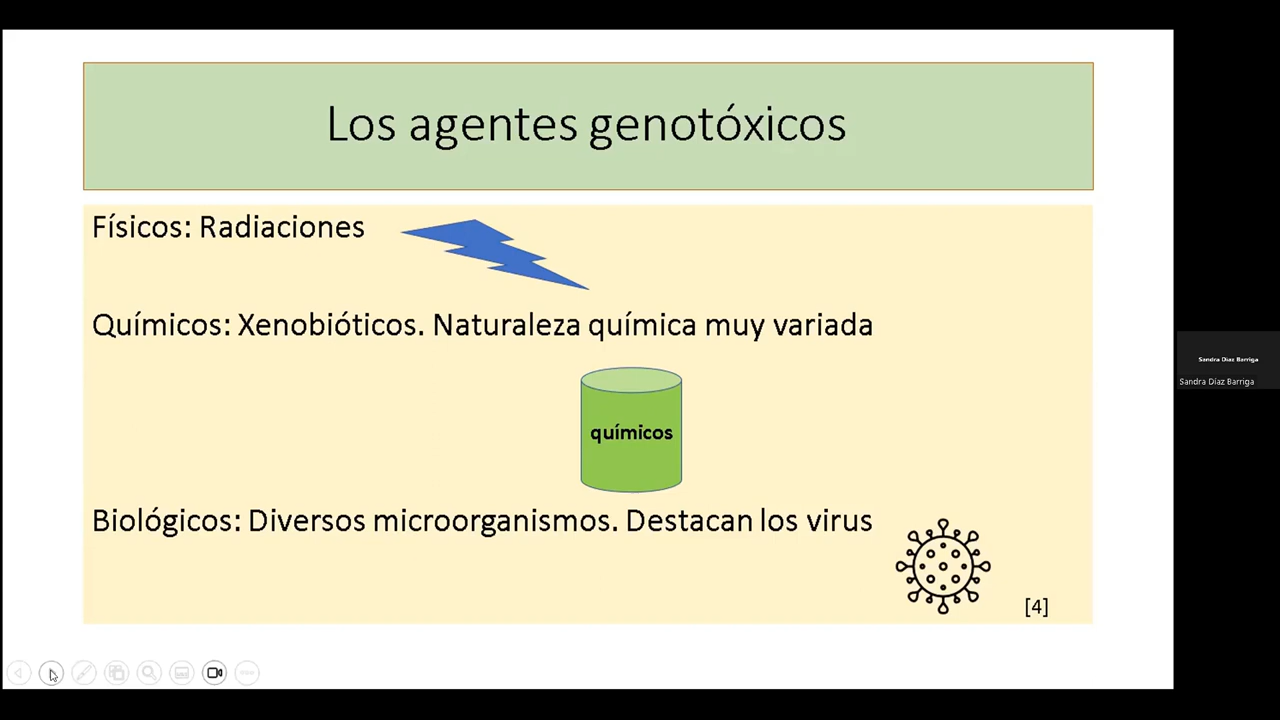 Los agentes genotóxicos
Físicos: Radiaciones
Químicos: Xenobióticos. Naturaleza química muy variada
químicos
Biológicos: Diversos microorganismos. Destacan los virus
[4]
Sandra Díaz Barriga
Sandra Díaz Barriga